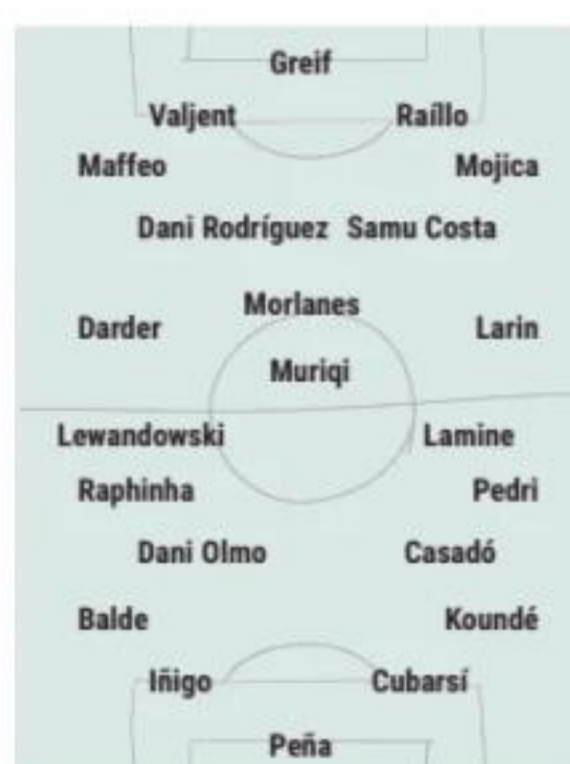 Greif
Valjent Raíllo
Maffeo Mojica
Dani Rodríguez Samu Costa
Morlanes
Darder Larin
Muriqi
Lewandowski Lamine
Raphinha Pedri
Dani Olmo Casadó
Balde Koundé
Iñigo Cubarsí
Peña